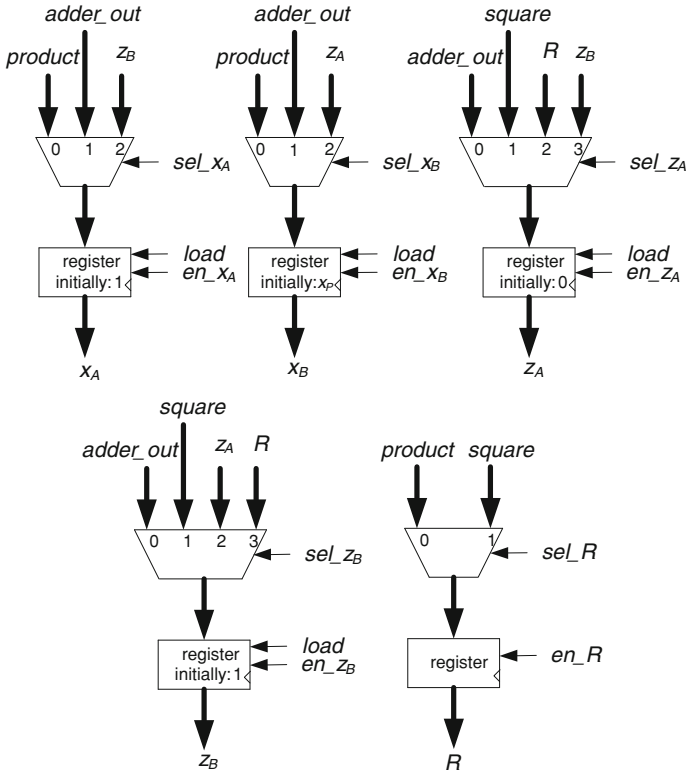 adder_out
product
z_B
0 1 2
sel_x_A
register
initially: 1
load
en_x_A
x_A
adder_out
product
z_A
0 1 2
sel_x_B
register
initially: x_P
load
en_x_B
x_B
square
adder_out
R
z_B
0 1 2 3
sel_z_A
register
initially: 0
load
en_z_A
z_A
square
adder_out
z_A
R
0 1 2 3
sel_z_B
register
initially: 1
load
en_z_B
z_B
product square
0 1
sel_R
register
en_R
R